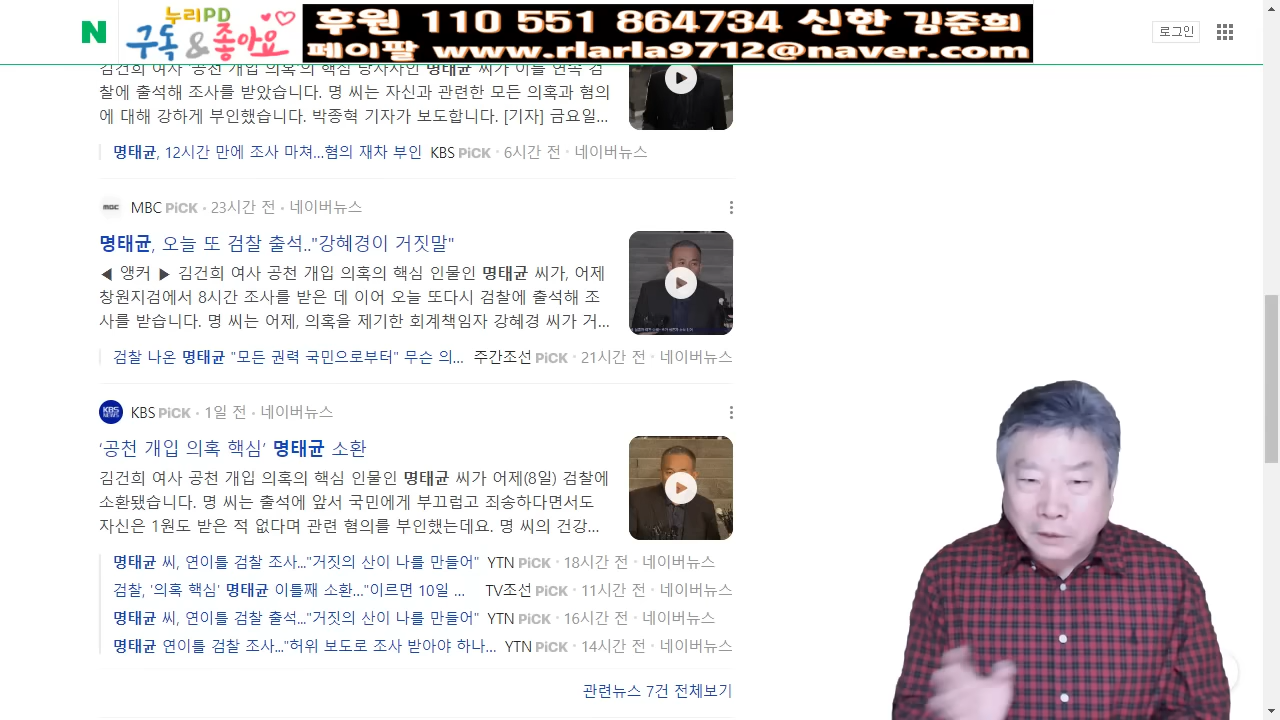 N
누리PD
구독 & 좋아요
후원 110 551 864734 신한 김준희
페이팔 www.rlarla9712@naver.com
로그인
김건희 여사 '공천 개입 의혹'의 핵심 당사자인 명태균 씨가 이틀 연속 검
찰에 출석해 조사를 받았습니다. 명 씨는 자신과 관련한 모든 의혹과 혐의
에 대해 강하게 부인했습니다. 박종혁 기자가 보도합니다. [기자] 금요일...
명태균, 12시간 만에 조사 마쳐...혐의 재차 부인 KBS PiCK · 6시간 전 · 네이버뉴스
mbc MBC PiCK · 23시간 전 · 네이버뉴스
명태균, 오늘 또 검찰 출석.."강혜경이 거짓말"
◀ 앵커 ▶ 김건희 여사 공천 개입 의혹의 핵심 인물인 명태균 씨가, 어제
창원지검에서 8시간 조사를 받은 데 이어 오늘 또다시 검찰에 출석해 조
사를 받습니다. 명 씨는 어제, 의혹을 제기한 회계책임자 강혜경 씨가 거...
검찰 나온 명태균 "모든 권력 국민으로부터" 무슨 의... 주간조선 PiCK · 21시간 전 · 네이버뉴스
KBS NEWS KBS PiCK · 1일 전 · 네이버뉴스
‘공천 개입 의혹 핵심’ 명태균 소환
김건희 여사 공천 개입 의혹의 핵심 인물인 명태균 씨가 어제(8일) 검찰에
소환됐습니다. 명 씨는 출석에 앞서 국민에게 부끄럽고 죄송하다면서도
자신은 1원도 받은 적 없다며 관련 혐의를 부인했는데요. 명 씨의 건강...
명태균 씨, 연이틀 검찰 조사..."거짓의 산이 나를 만들어" YTN PiCK · 18시간 전 · 네이버뉴스
검찰, ‘의혹 핵심’ 명태균 이틀째 소환…"이르면 10일 ... TV조선 PiCK · 11시간 전 · 네이버뉴스
명태균 씨, 연이틀 검찰 출석..."거짓의 산이 나를 만들어" YTN PiCK · 16시간 전 · 네이버뉴스
명태균 연이틀 검찰 조사..."허위 보도로 조사 받아야 하나... YTN PiCK · 14시간 전 · 네이버뉴스
관련뉴스 7건 전체보기